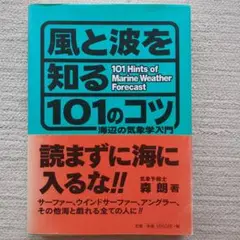 風と波を
知る
101 Hints of
Marine Weather
Forecast
101のコツ
海辺の気象学入門
読まずに海に
入るな!!
気象予報士
森 朗 著
サーファー、ウインドサーファー、アングラー、
その他海と戯れる全ての人に!!